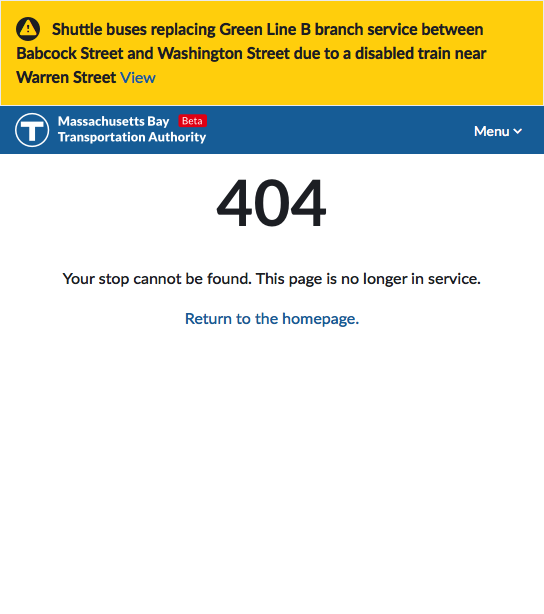 Shuttle buses replacing Green Line B branch service between
Babcock Street and Washington Street due to a disabled train near
Warren Street View
T
Massachusetts Bay Beta
Transportation Authority
Menu
404
Your stop cannot be found. This page is no longer in service.
Return to the homepage.